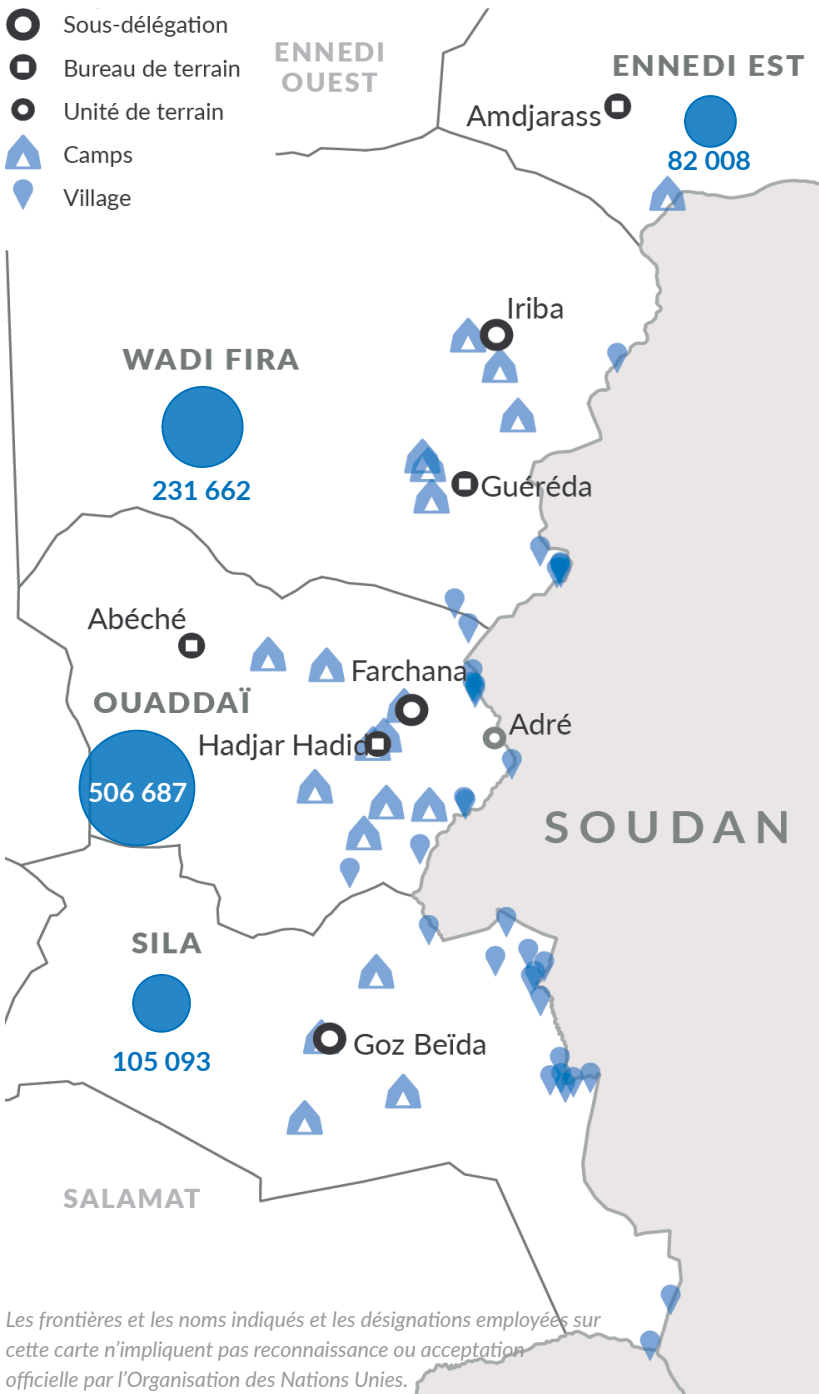 Sous-délégation
Bureau de terrain
Unité de terrain
Camps
Village
ENNEDI
OUEST
ENNEDI EST
Amdjarass
82 008
Iriba
WADI FIRA
231 662
Guéréda
Abéché
Farchana
OUADDAÏ
Adré
Hadjar Hadid
506 687
SOUDAN
SILA
Goz Beïda
105 093
SALAMAT
Les frontières et les noms indiqués et les désignations employées sur
cette carte n'impliquent pas reconnaissance ou acceptation
officielle par l'Organisation des Nations Unies.